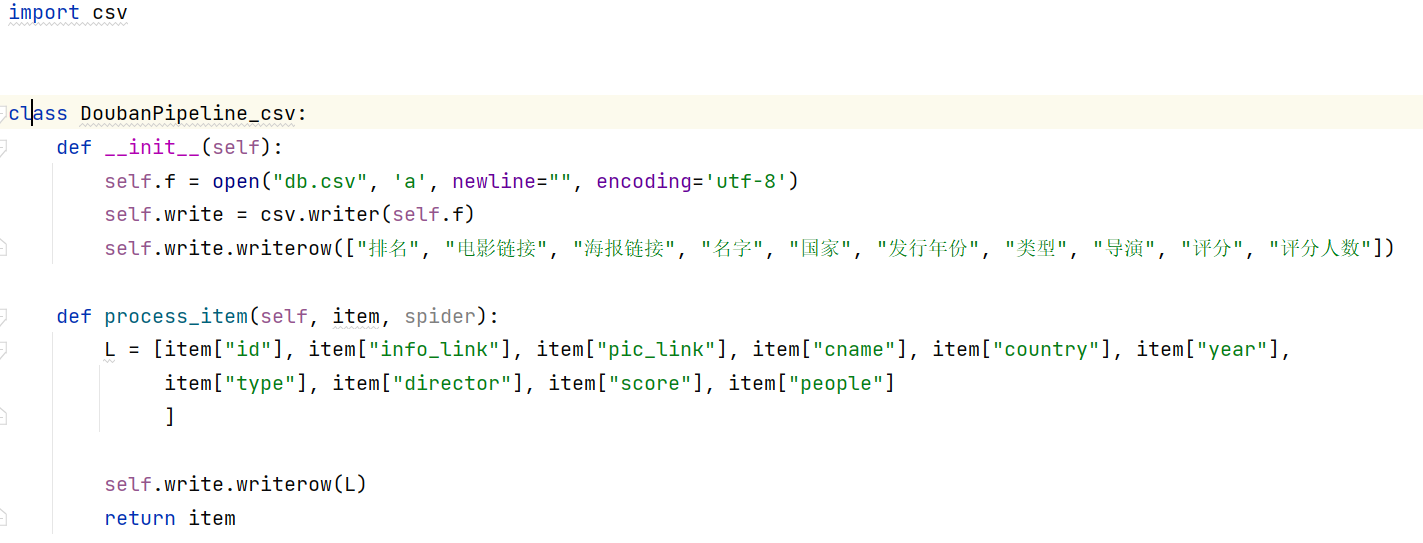 import csv
class DoubanPipeline_csv:
def __init__(self):
self.f = open("db.csv", 'a', newline="", encoding='utf-8')
self.write = csv.writer(self.f)
self.write.writerow(["排名", "电影链接", "海报链接", "名字", "国家", "发行年份", "类型", "导演", "评分", "评分人数"])
def process_item(self, item, spider):
L = [item["id"], item["info_link"], item["pic_link"], item["cname"], item["country"], item["year"],
item["type"], item["director"], item["score"], item["people"]
]
self.write.writerow(L)
return item